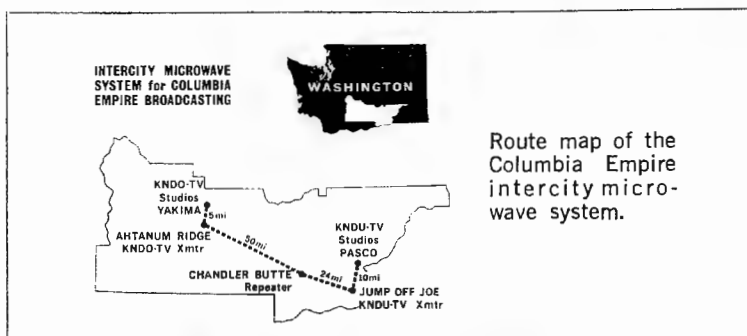 INTERCITY MICROWAVE
SYSTEM for COLUMBIA
EMPIRE BROADCASTING
WASHINGTON
KNDO-TV
Studios
YAKIMA
5mi
AHTANUM RIDGE
KNDO-TV Xmtr
50mi
KNDU-TV
Studios
PASCO
CHANDLER BUTTE
Repeater
24mi
10mi
JUMP OFF JOE
KNDU-TV Xmtr
Route map of the
Columbia Empire
intercity micro-
wave system.